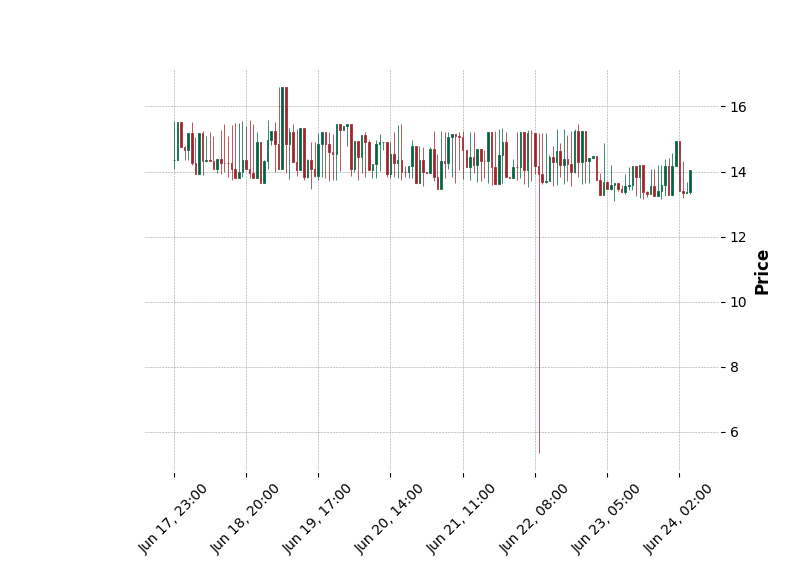 16
14
12
10
8
6
Price
Jun 17, 23:00
Jun 18, 20:00
Jun 19, 17:00
Jun 20, 14:00
Jun 21, 11:00
Jun 22, 08:00
Jun 23, 05:00
Jun 24, 02:00